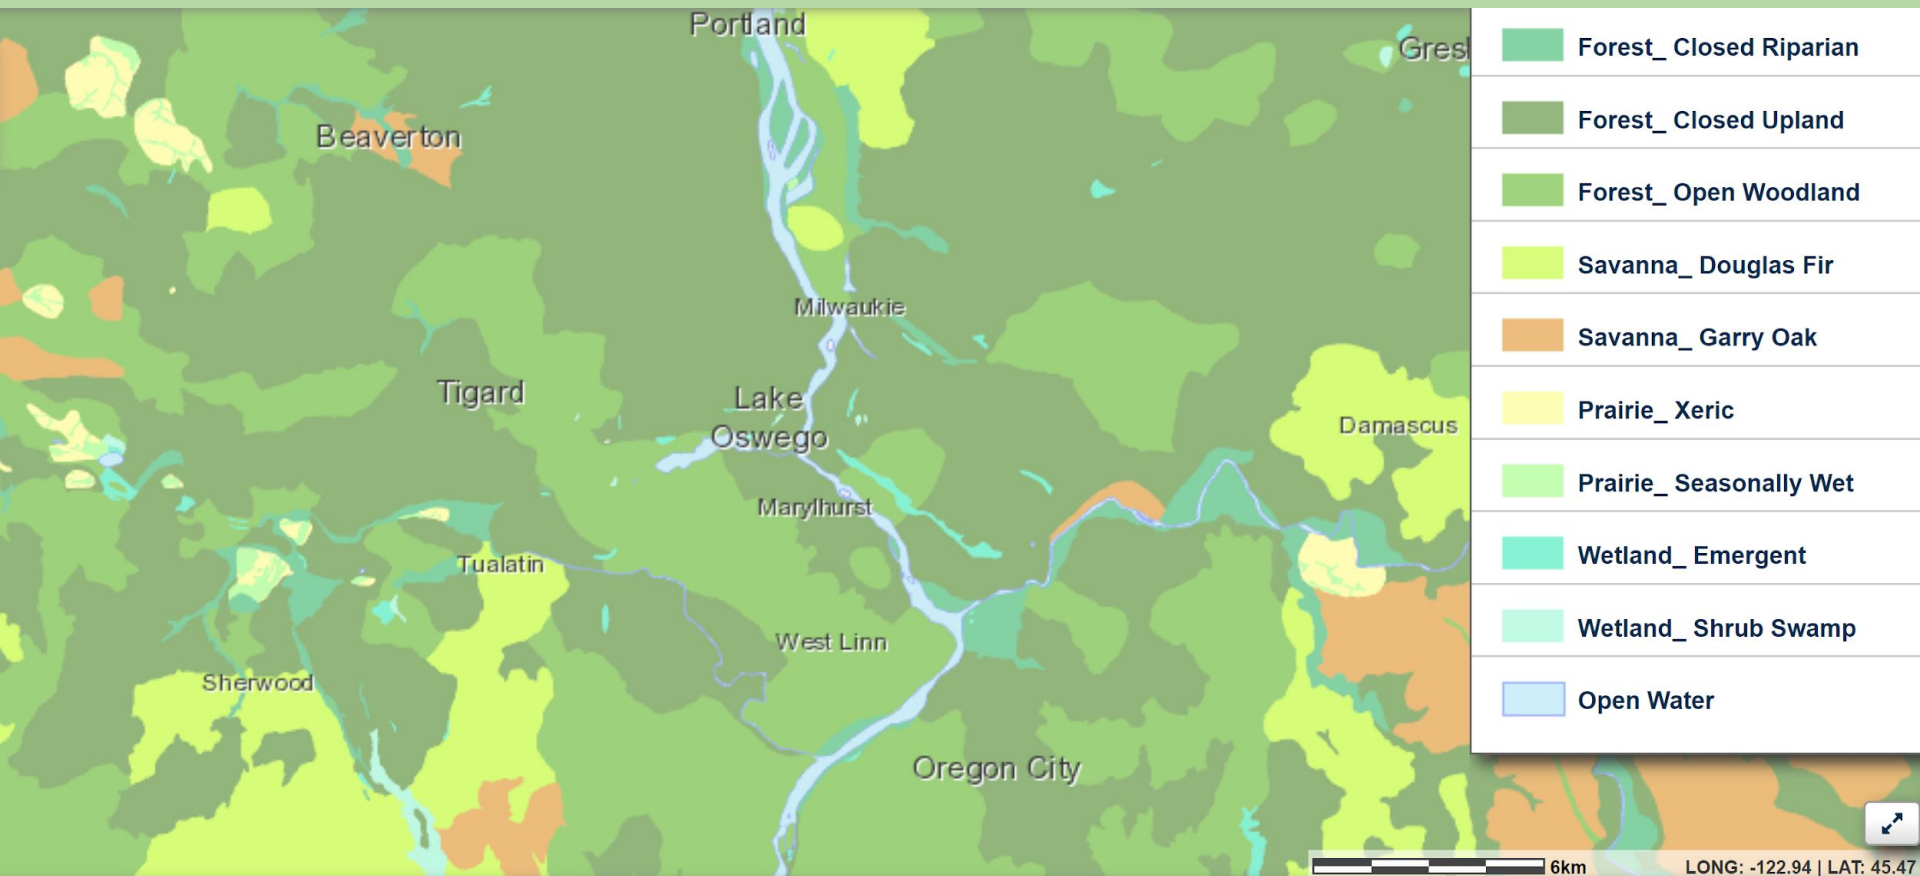 Portland
Gresl
Beaverton
Milwaukie
Tigard
Lake
Oswego
Damascus
Marylhurst
Tualatin
West Linn
Sherwood
Oregon City
Forest_ Closed Riparian
Forest_ Closed Upland
Forest_ Open Woodland
Savanna_ Douglas Fir
Savanna_ Garry Oak
Prairie_ Xeric
Prairie_ Seasonally Wet
Wetland_ Emergent
Wetland_ Shrub Swamp
Open Water
6km
LONG: -122.94 | LAT: 45.47